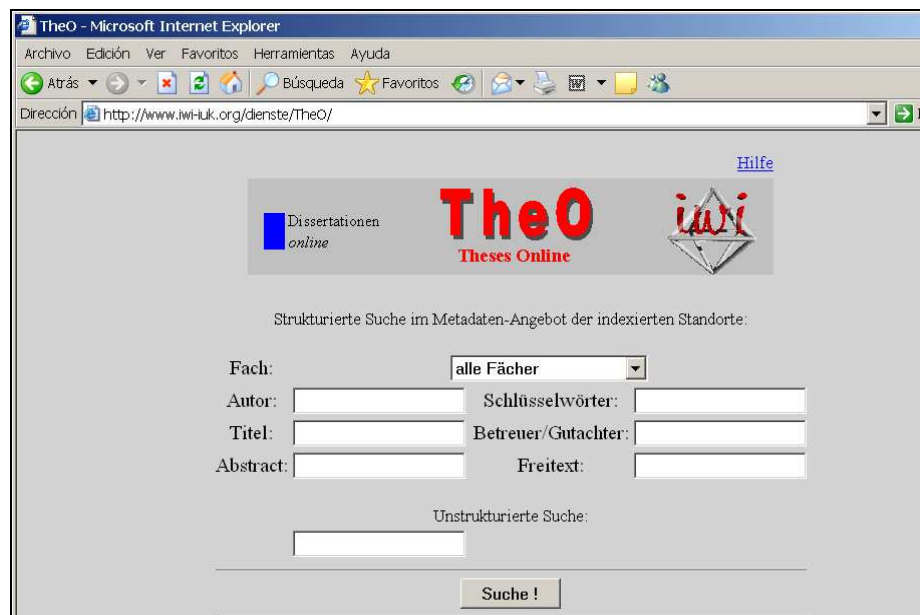 TheO - Microsoft Internet Explorer
Archivo Edición Ver Favoritos Herramientas Ayuda
Atrás Búsqueda Favoritos
Dirección http://www.iwi-iuk.org/dienste/TheO/
Hilfe
Dissertationen
online
TheO
Theses Online
iwi
Strukturierte Suche im Metadaten-Angebot der indexierten Standorte:
Fach: alle Fächer
Autor: Schlüsselwörter:
Titel: Betreuer/Gutachter:
Abstract: Freitext:
Unstrukturierte Suche:
Suche !